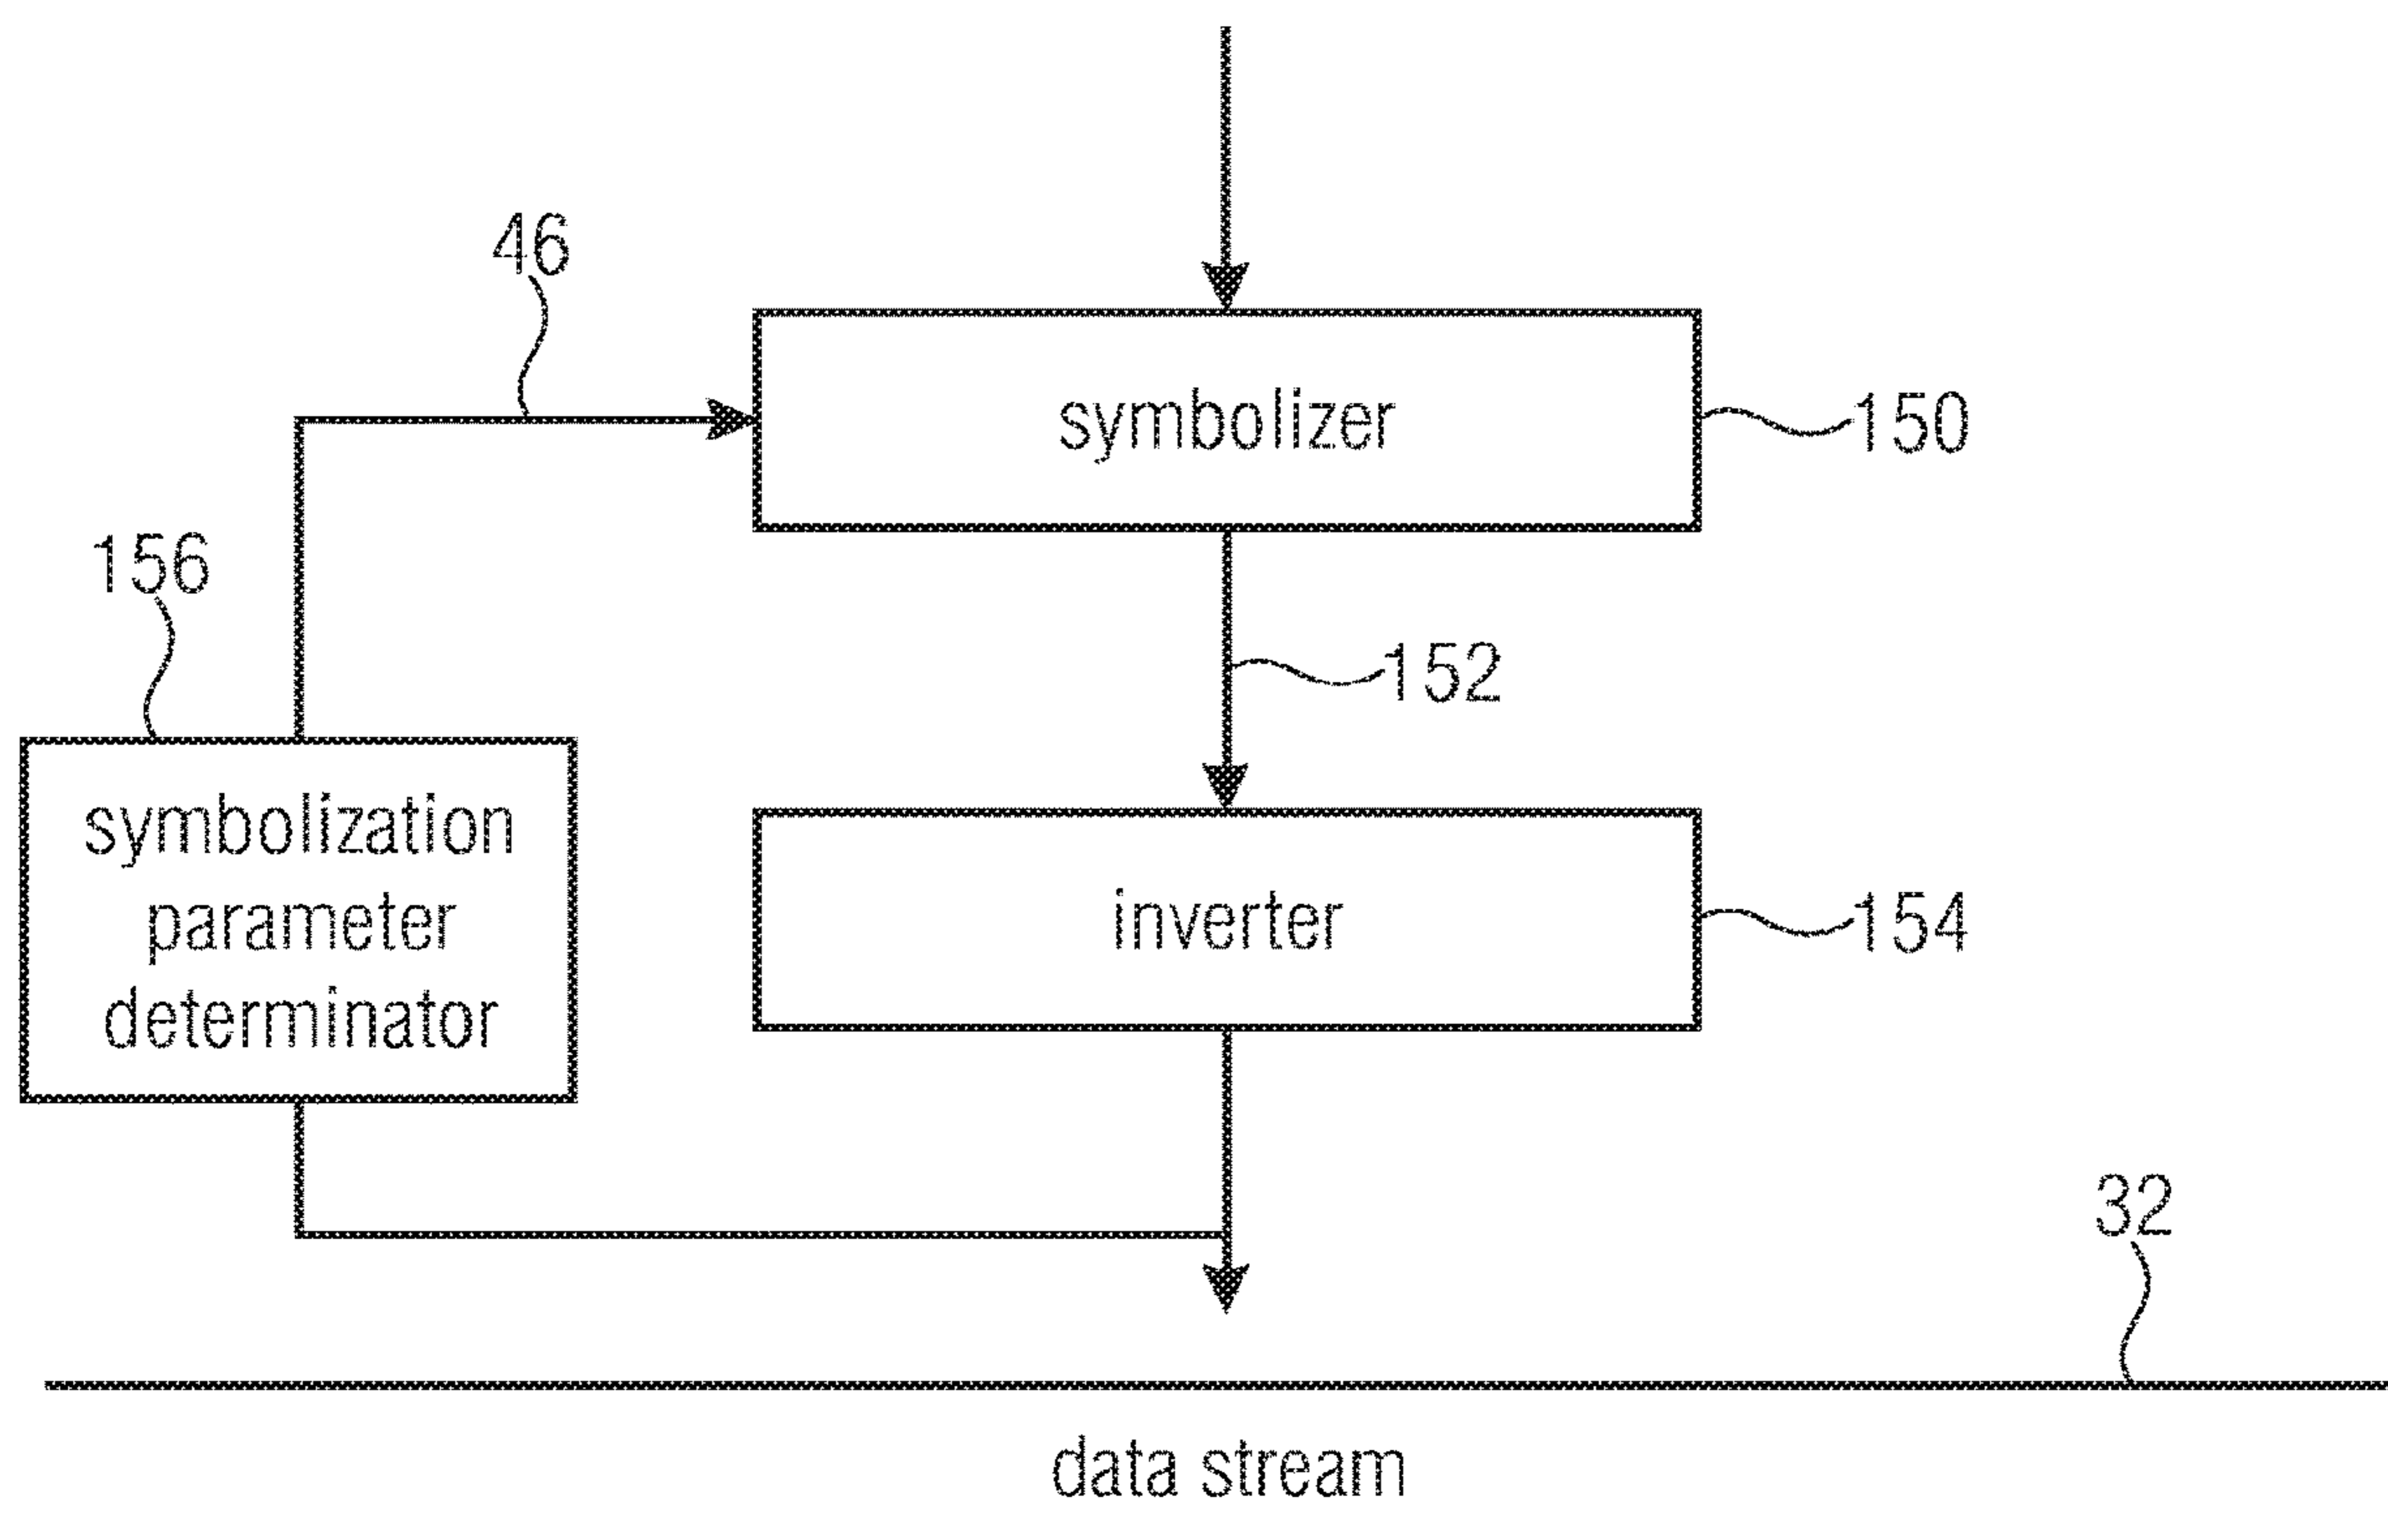 46
symbolizer
150
156
152
symbolization
parameter
determinator
inverter
154
32
data stream